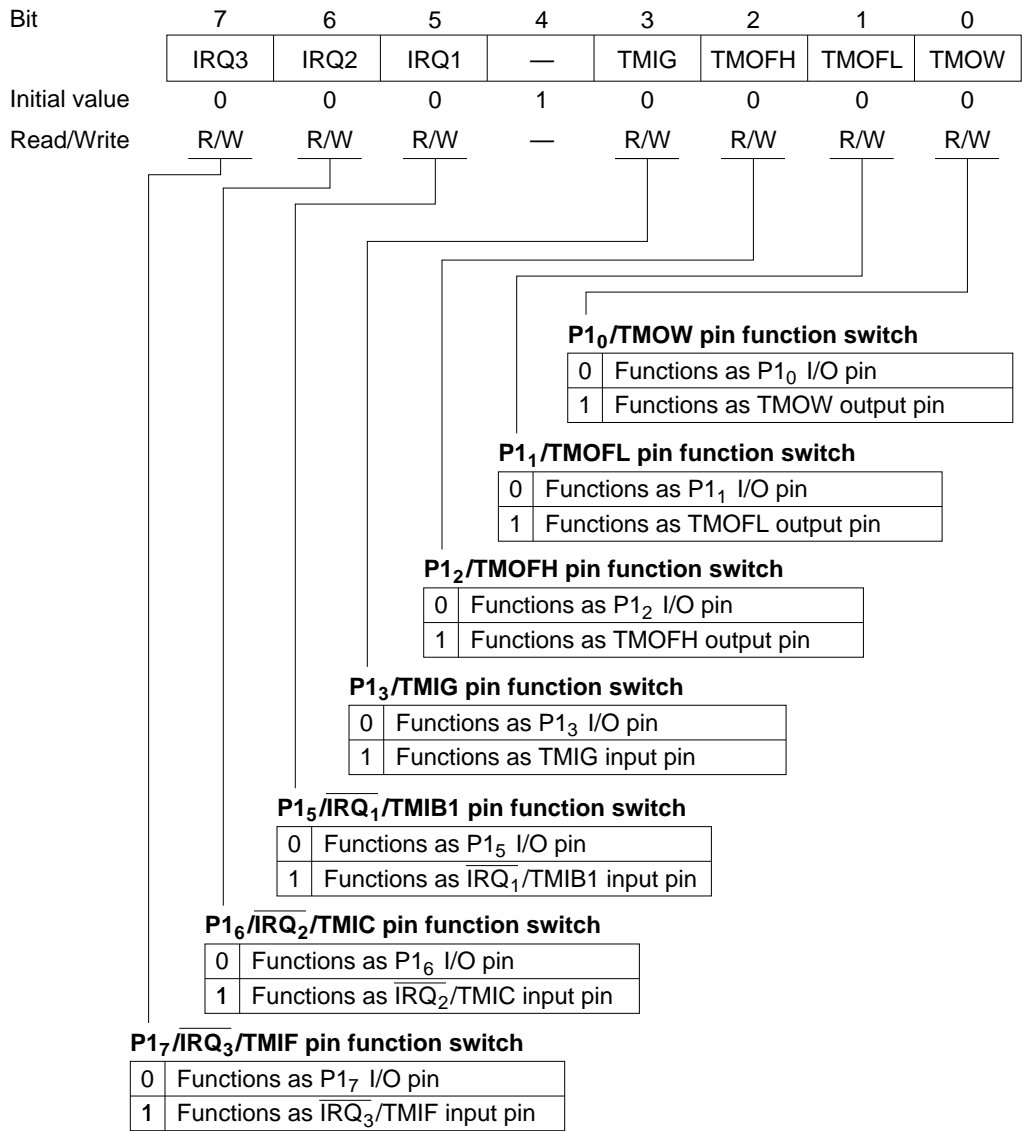 Bit 7 6 5 4 3 2 1 0
IRQ3 IRQ2 IRQ1 — TMIG TMOFH TMOFL TMOW
Initial value 0 0 0 1 0 0 0 0
Read/Write R/W R/W R/W — R/W R/W R/W R/W
P1₀/TMOW pin function switch
0 Functions as P1₀ I/O pin
1 Functions as TMOW output pin
P1₁/TMOFL pin function switch
0 Functions as P1₁ I/O pin
1 Functions as TMOFL output pin
P1₂/TMOFH pin function switch
0 Functions as P1₂ I/O pin
1 Functions as TMOFH output pin
P1₃/TMIG pin function switch
0 Functions as P1₃ I/O pin
1 Functions as TMIG input pin
P1₅/I̅R̅Q̅₁/TMIB1 pin function switch
0 Functions as P1₅ I/O pin
1 Functions as I̅R̅Q̅₁/TMIB1 input pin
P1₆/I̅R̅Q̅₂/TMIC pin function switch
0 Functions as P1₆ I/O pin
1 Functions as I̅R̅Q̅₂/TMIC input pin
P1₇/I̅R̅Q̅₃/TMIF pin function switch
0 Functions as P1₇ I/O pin
1 Functions as I̅R̅Q̅₃/TMIF input pin